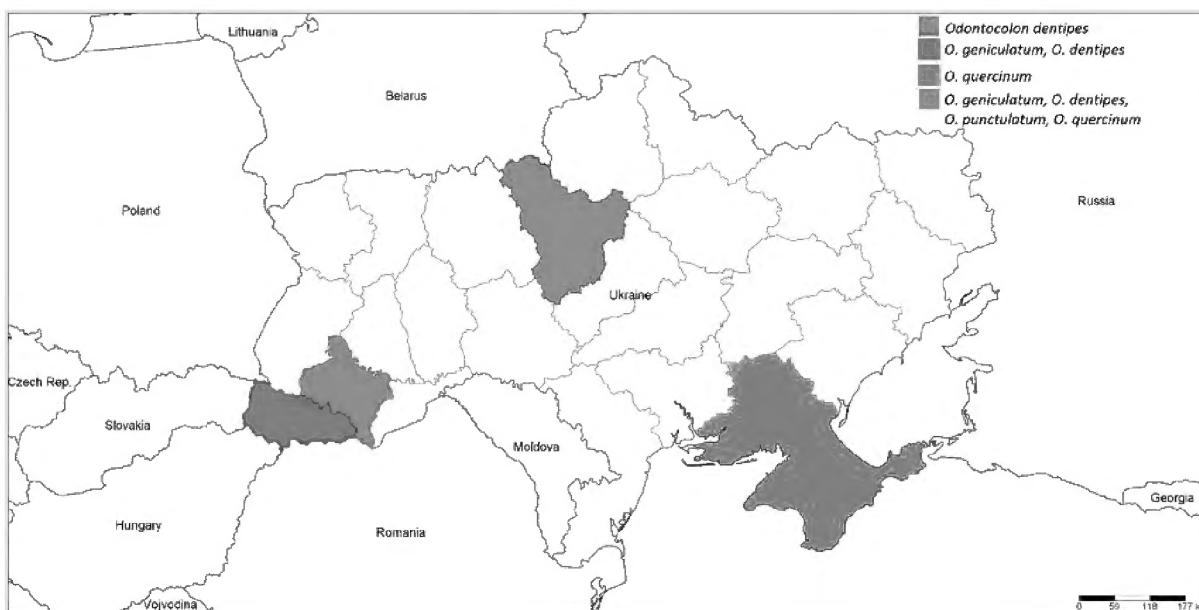 Lithuania
Odontocolon dentipes
O. geniculatum, O. dentipes
O. quercinum
O. geniculatum, O. dentipes,
O. punctulatum, O. quercinum
Belarus
Poland
Russia
Ukraine
Czech Rep.
Slovakia
Moldova
Hungary
Romania
Georgia
Vojvodina
0 59 118 177